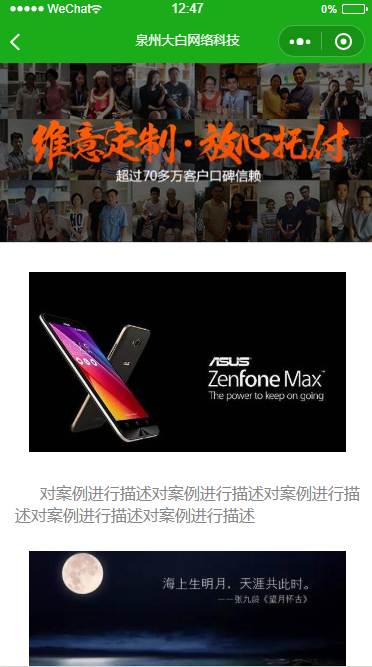 WeChat
12:47
0%
泉州大白网络科技
维意定制·放心托付
超过70多万客户口碑信赖
ASUS
Zenfone Max™
The power to keep on going
对案例进行描述对案例进行描述对案例进行描
述对案例进行描述对案例进行描述
海上生明月，天涯共此时。
——张九龄《望月怀古》